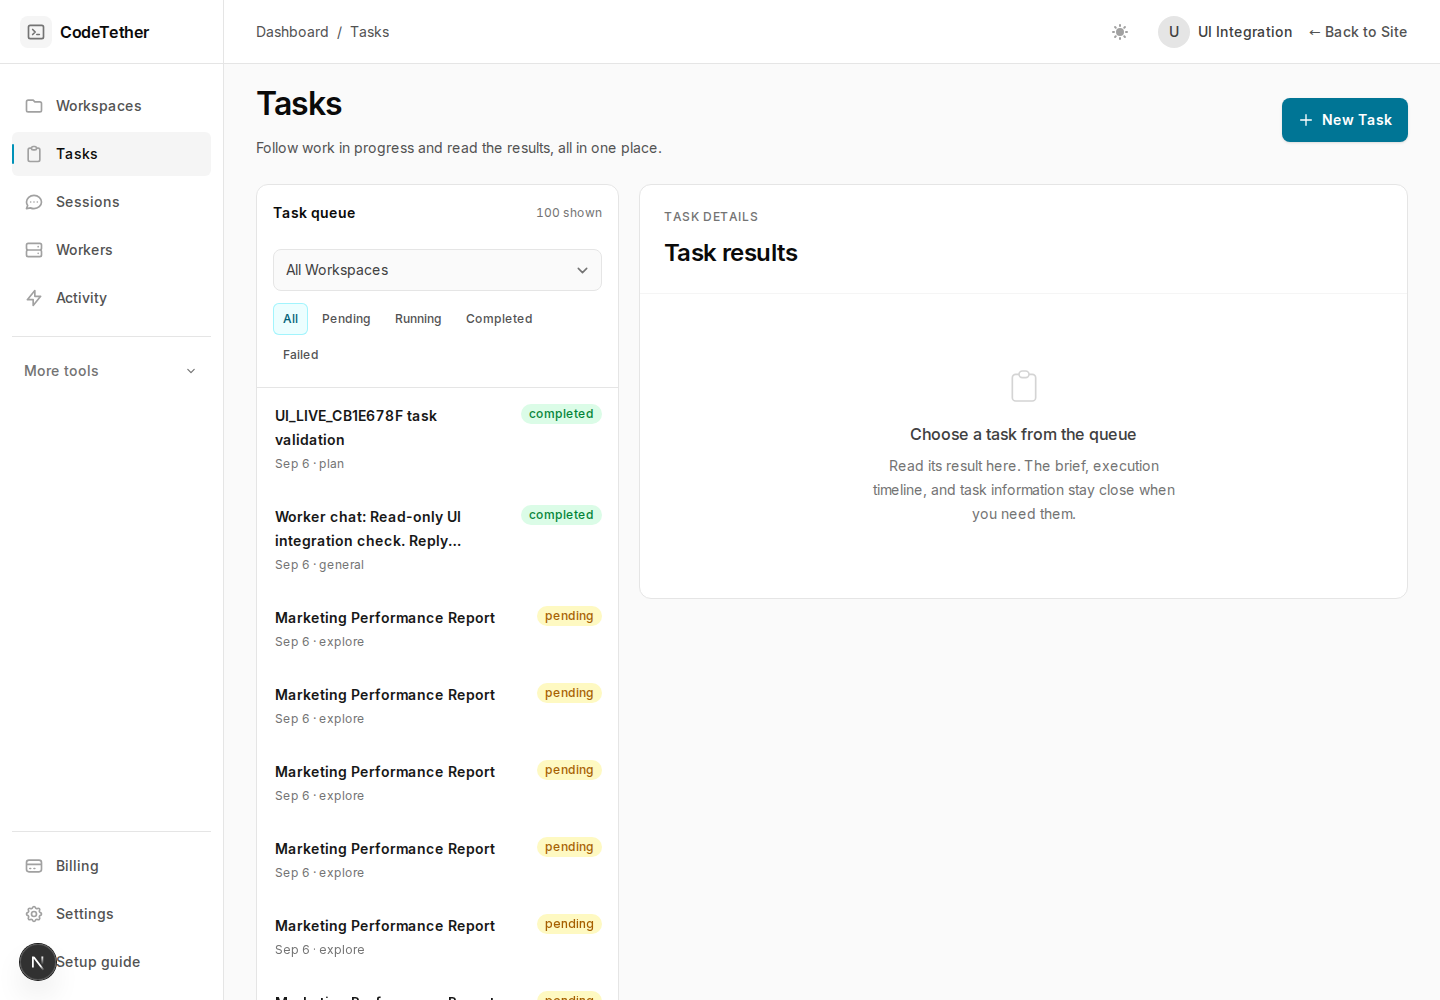 CodeTether
Dashboard / Tasks
U UI Integration ← Back to Site
Workspaces
Tasks
Sessions
Workers
Activity
More tools
Billing
Settings
N Setup guide
Tasks
Follow work in progress and read the results, all in one place.
+ New Task
Task queue 100 shown
All Workspaces
All Pending Running Completed
Failed
UI_LIVE_CB1E678F task completed
validation
Sep 6 · plan
Worker chat: Read-only UI completed
integration check. Reply...
Sep 6 · general
Marketing Performance Report pending
Sep 6 · explore
Marketing Performance Report pending
Sep 6 · explore
Marketing Performance Report pending
Sep 6 · explore
Marketing Performance Report pending
Sep 6 · explore
Marketing Performance Report pending
Sep 6 · explore
Marketing Performance Report pending
TASK DETAILS
Task results
Choose a task from the queue
Read its result here. The brief, execution
timeline, and task information stay close when
you need them.